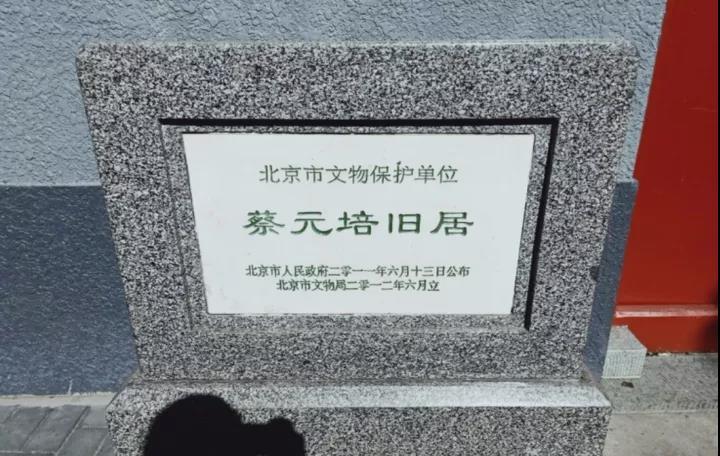 北京市文物保护单位
蔡元培旧居
北京市人民政府二零一一年六月十三日公布
北京市文物局二零一二年六月立